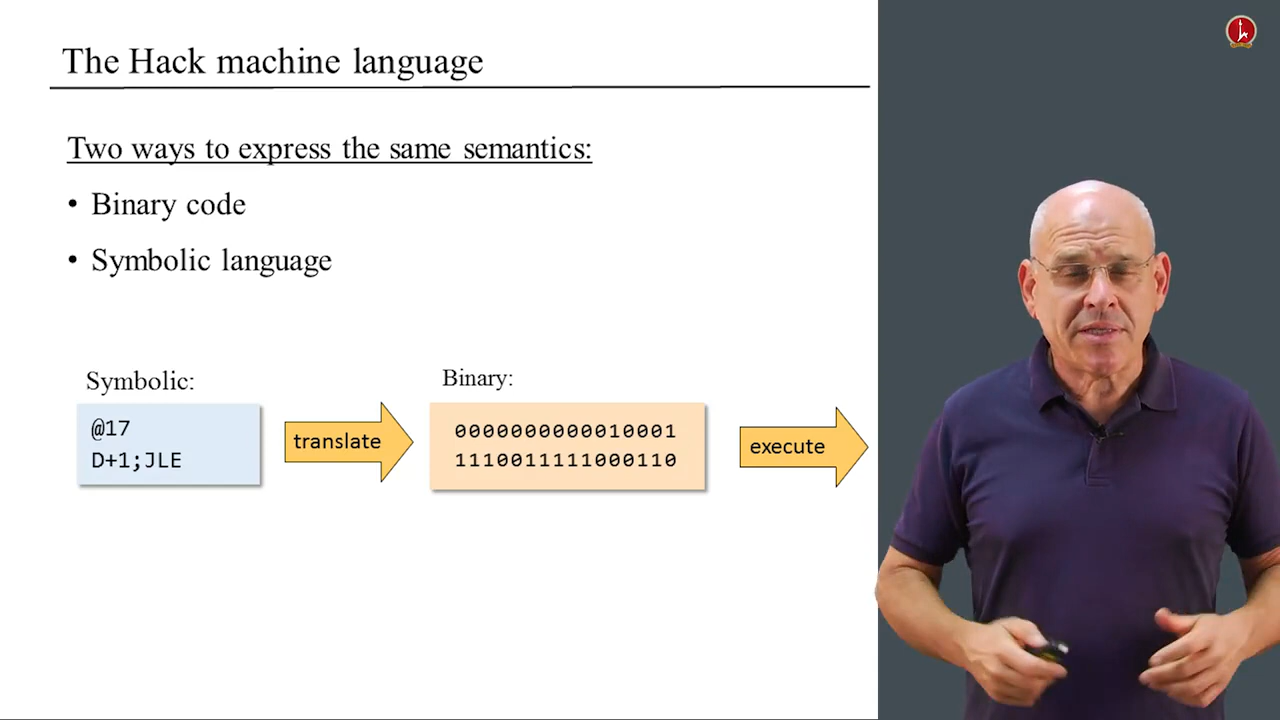 The Hack machine language
Two ways to express the same semantics:
• Binary code
• Symbolic language
Symbolic:
@17
D+1;JLE
translate
Binary:
0000000000010001
1110011111000110
execute